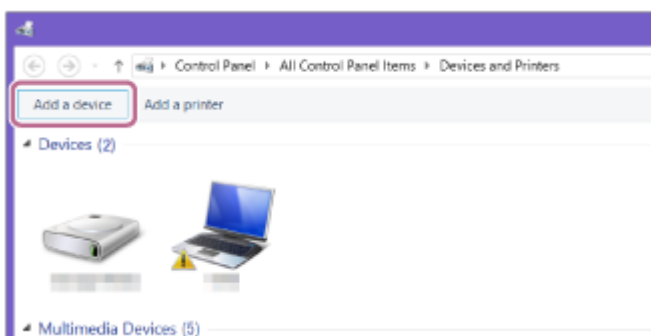 Control Panel ▸ All Control Panel Items ▸ Devices and Printers
Add a device Add a printer
Devices (2)
Multimedia Devices (5)